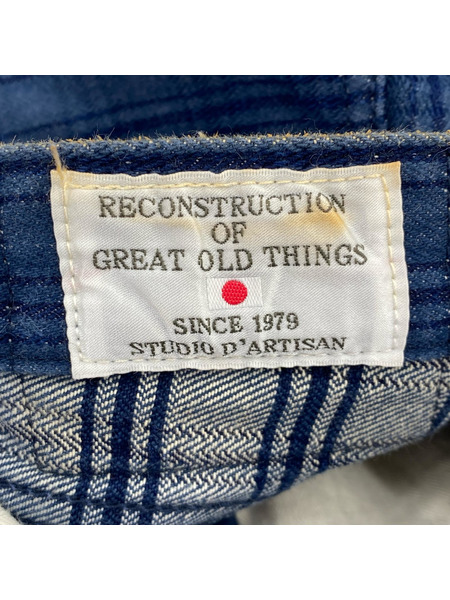 RECONSTRUCTION
OF
GREAT OLD THINGS
SINCE 1979
STUDIO D'ARTISAN